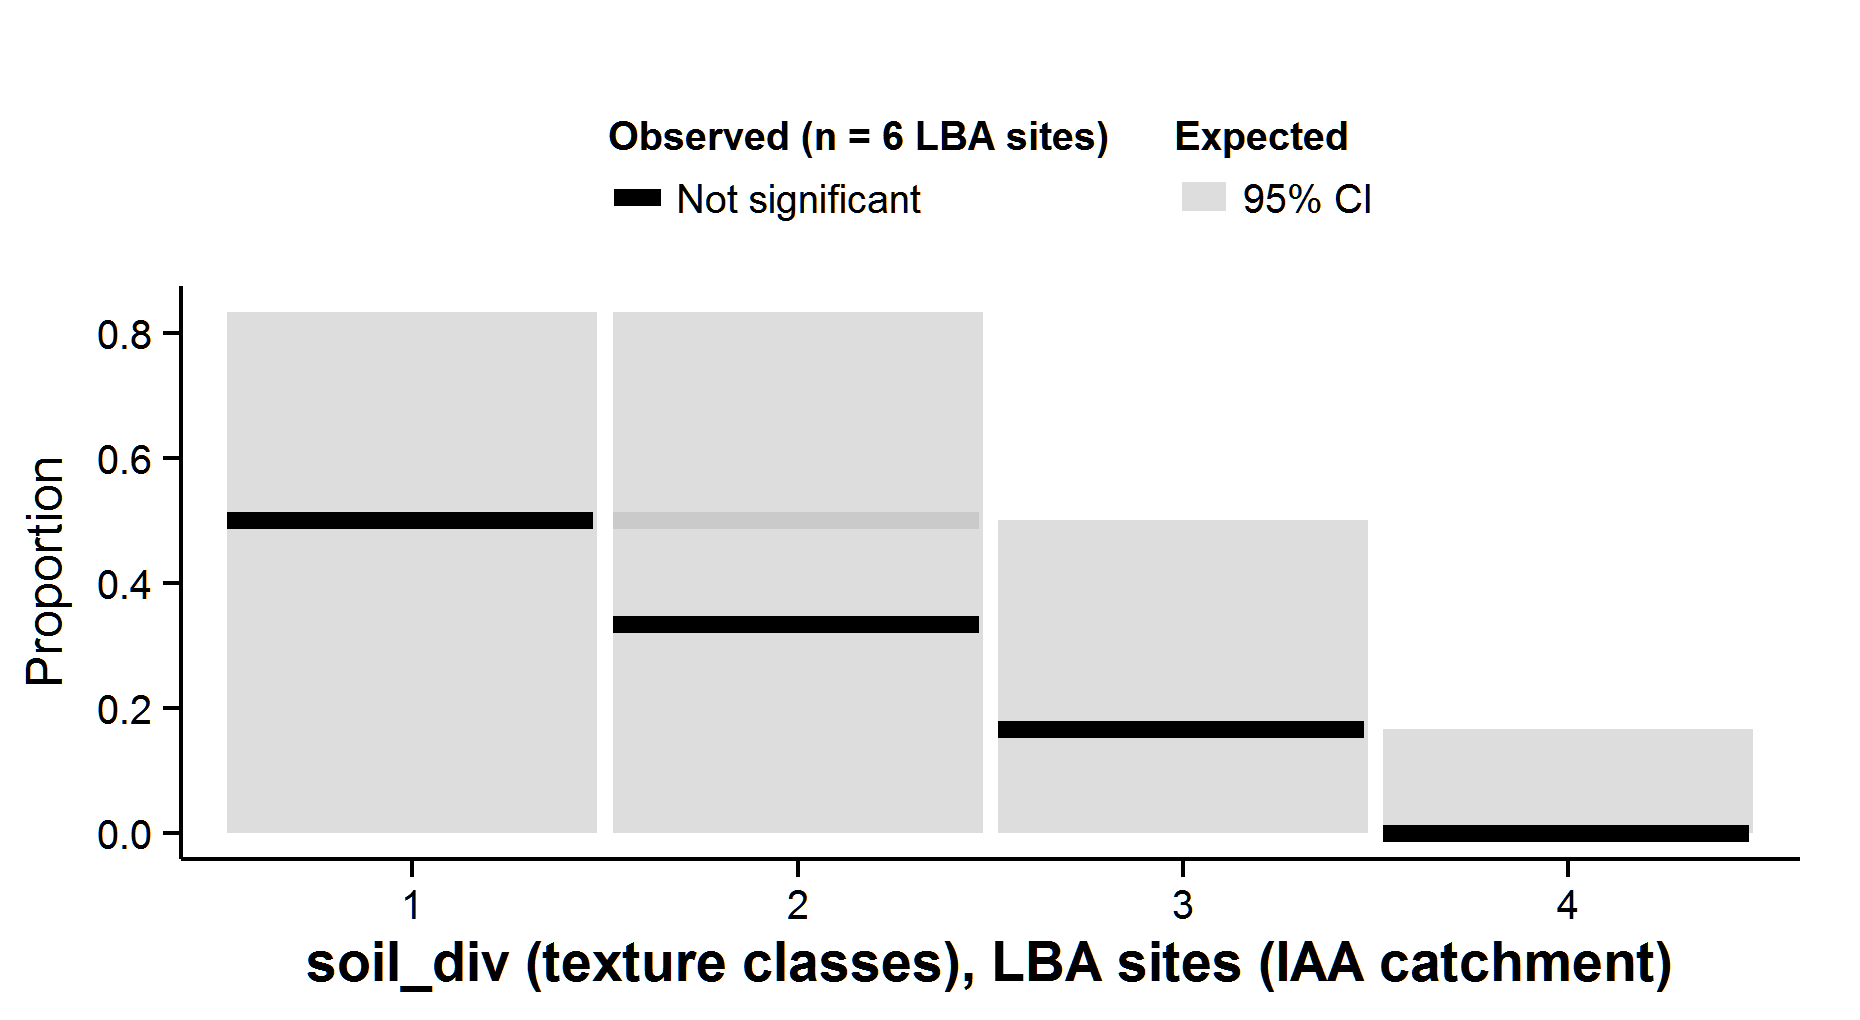 Observed (n = 6 LBA sites) Expected
Not significant 95% CI
Proportion
0.8
0.6
0.4
0.2
0.0
1 2 3 4
soil_div (texture classes), LBA sites (IAA catchment)